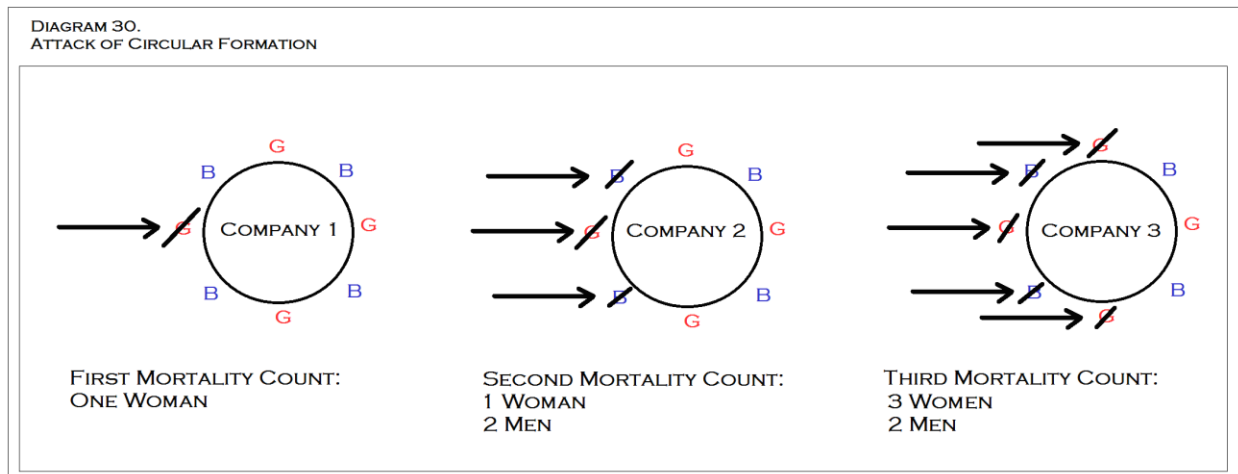 Diagram 30.
Attack of Circular Formation
G
B
B
G
Company 1
G
B
B
G
First Mortality Count:
One Woman
G
B
B
G
Company 2
G
B
B
G
Second Mortality Count:
1 Woman
2 Men
G
B
B
G
Company 3
G
B
B
G
Third Mortality Count:
3 Women
2 Men